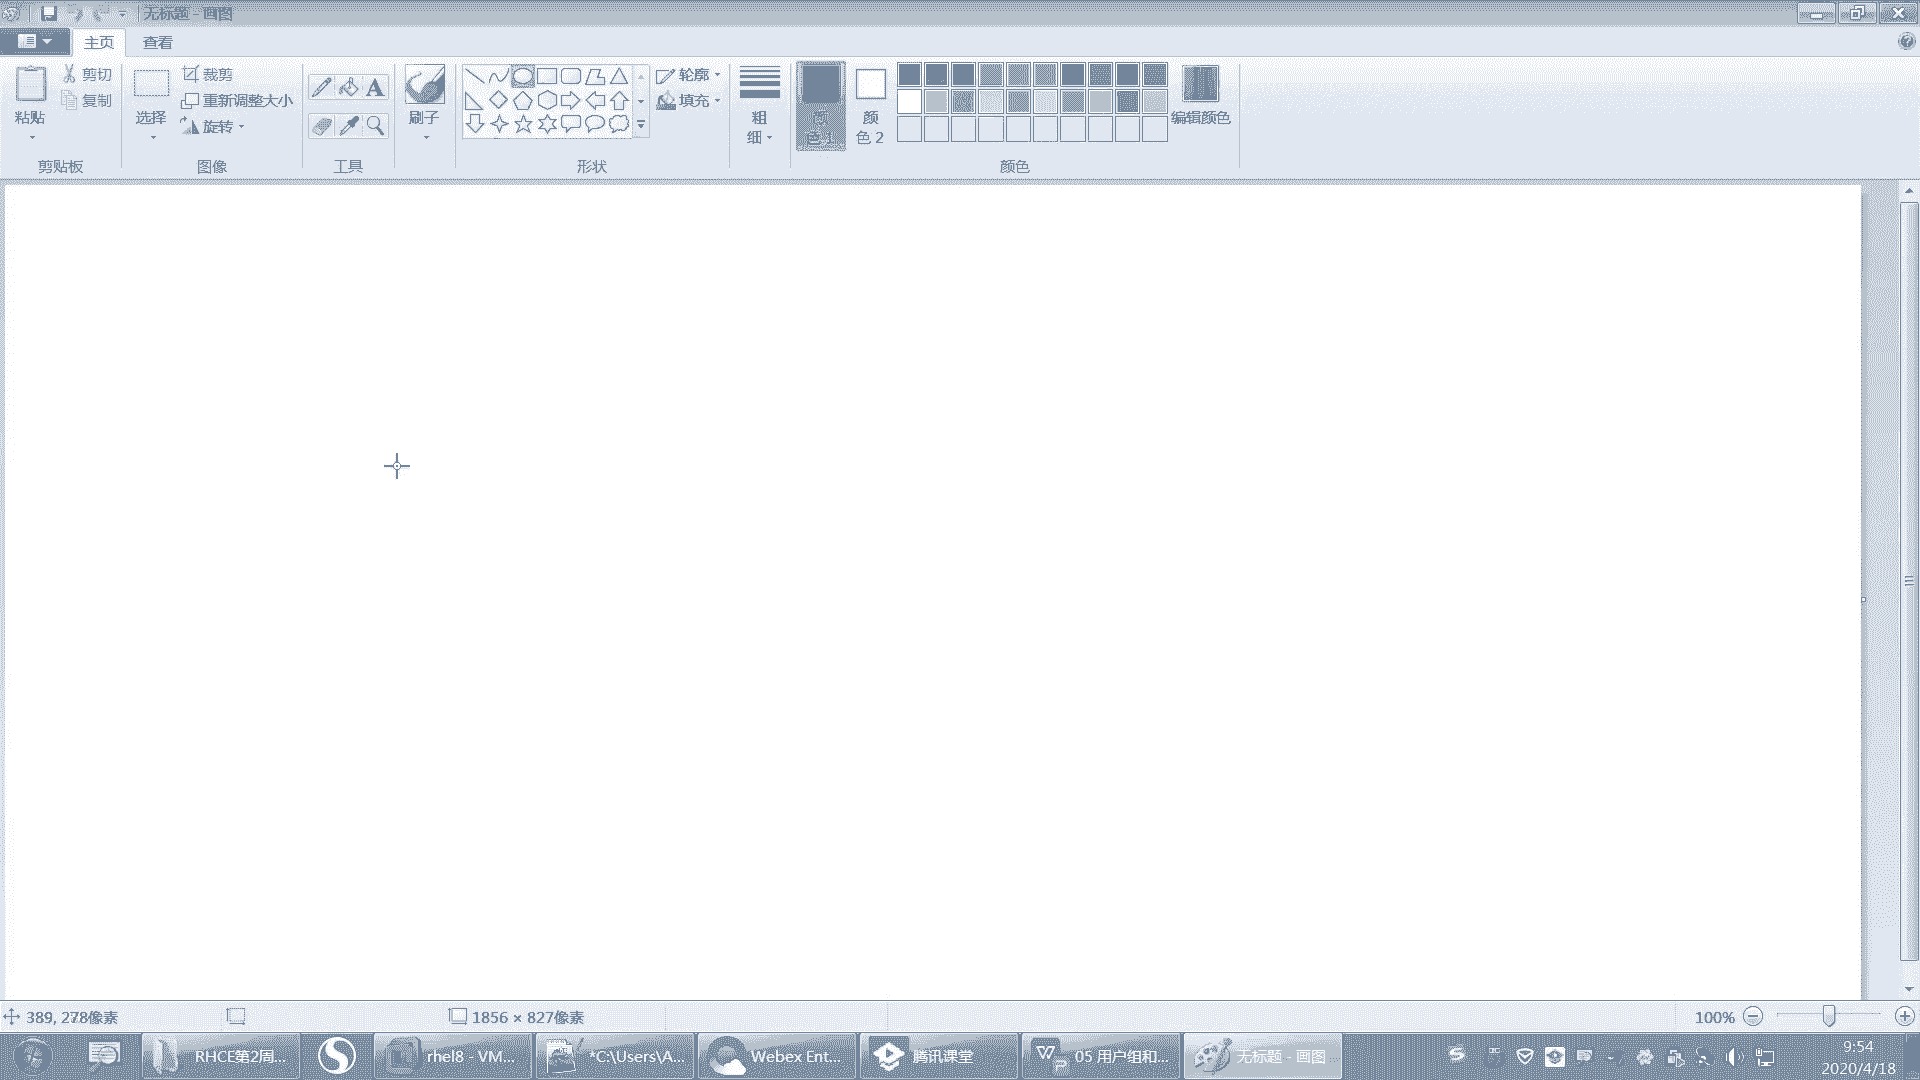 无标题 - 画图
主页 查看
粘贴
剪切
复制
剪贴板
选择
裁剪
重新调整大小
旋转
图像
A
工具
刷子
轮廓
填充
形状
粗
细
颜
色 1
颜
色 2
编辑颜色
颜色
389, 278像素
1856 × 827像素
100%
RHCE第2周...
rhel8 - VM...
*C:\Users\A...
Webex Ent...
腾讯课堂
05 用户组和...
无标题 - 画图
9:54
2020/4/18